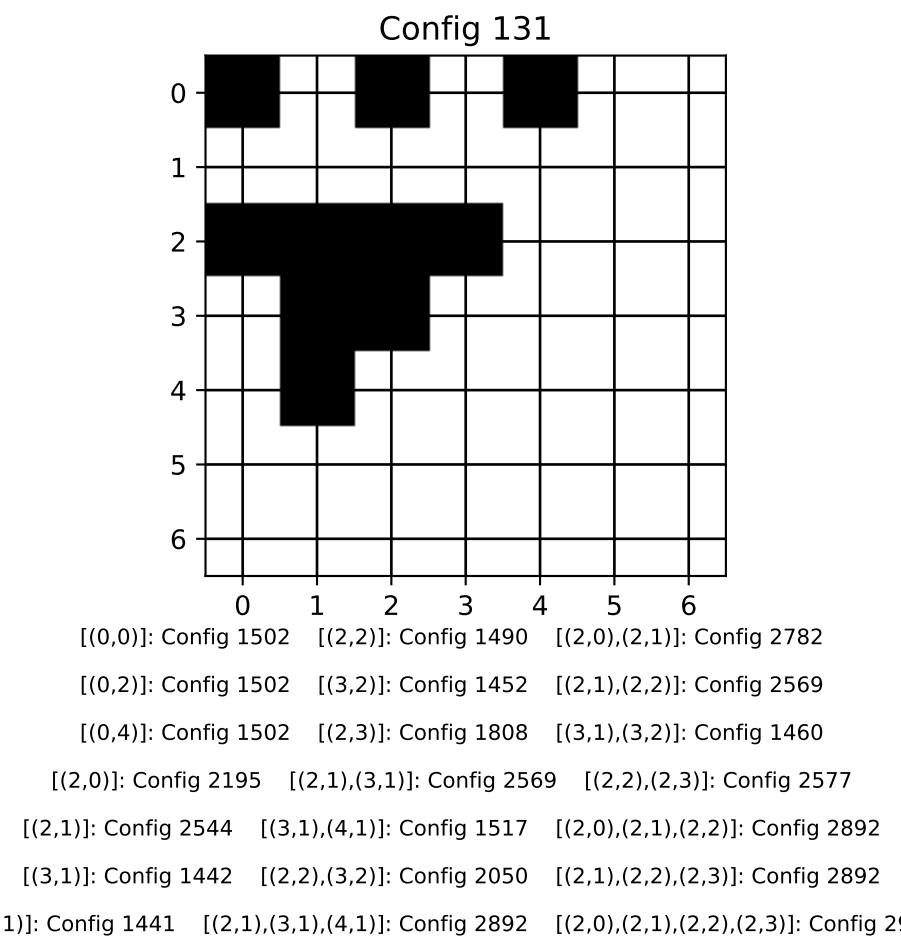 Config 131
0
1
2
3
4
5
6
0 1 2 3 4 5 6
[(0,0)]: Config 1502 [(2,2)]: Config 1490 [(2,0),(2,1)]: Config 2782
[(0,2)]: Config 1502 [(3,2)]: Config 1452 [(2,1),(2,2)]: Config 2569
[(0,4)]: Config 1502 [(2,3)]: Config 1808 [(3,1),(3,2)]: Config 1460
[(2,0)]: Config 2195 [(2,1),(3,1)]: Config 2569 [(2,2),(2,3)]: Config 2577
[(2,1)]: Config 2544 [(3,1),(4,1)]: Config 1517 [(2,0),(2,1),(2,2)]: Config 2892
[(3,1)]: Config 1442 [(2,2),(3,2)]: Config 2050 [(2,1),(2,2),(2,3)]: Config 2892
1)]: Config 1441 [(2,1),(3,1),(4,1)]: Config 2892 [(2,0),(2,1),(2,2),(2,3)]: Config